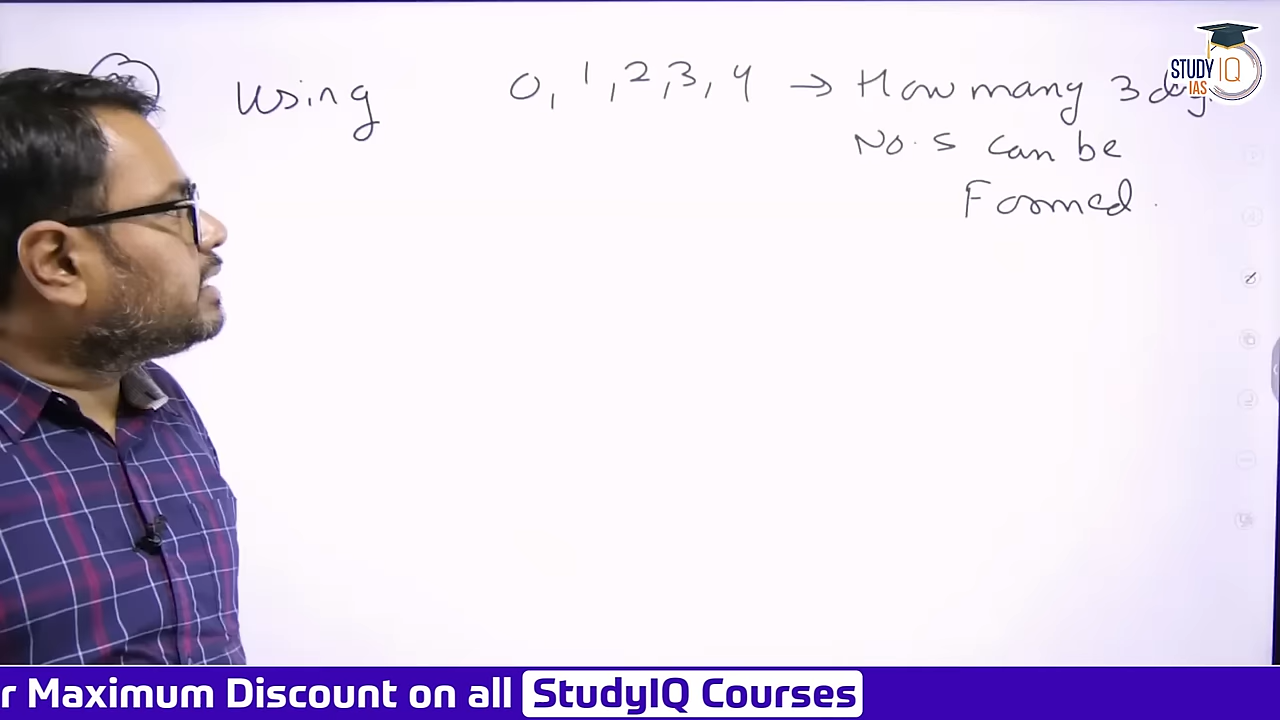 Using 0, 1, 2, 3, 4 → How many 3
No.s can be
Formed.
STUDY IQ
IAS
r Maximum Discount on all StudyIQ Courses